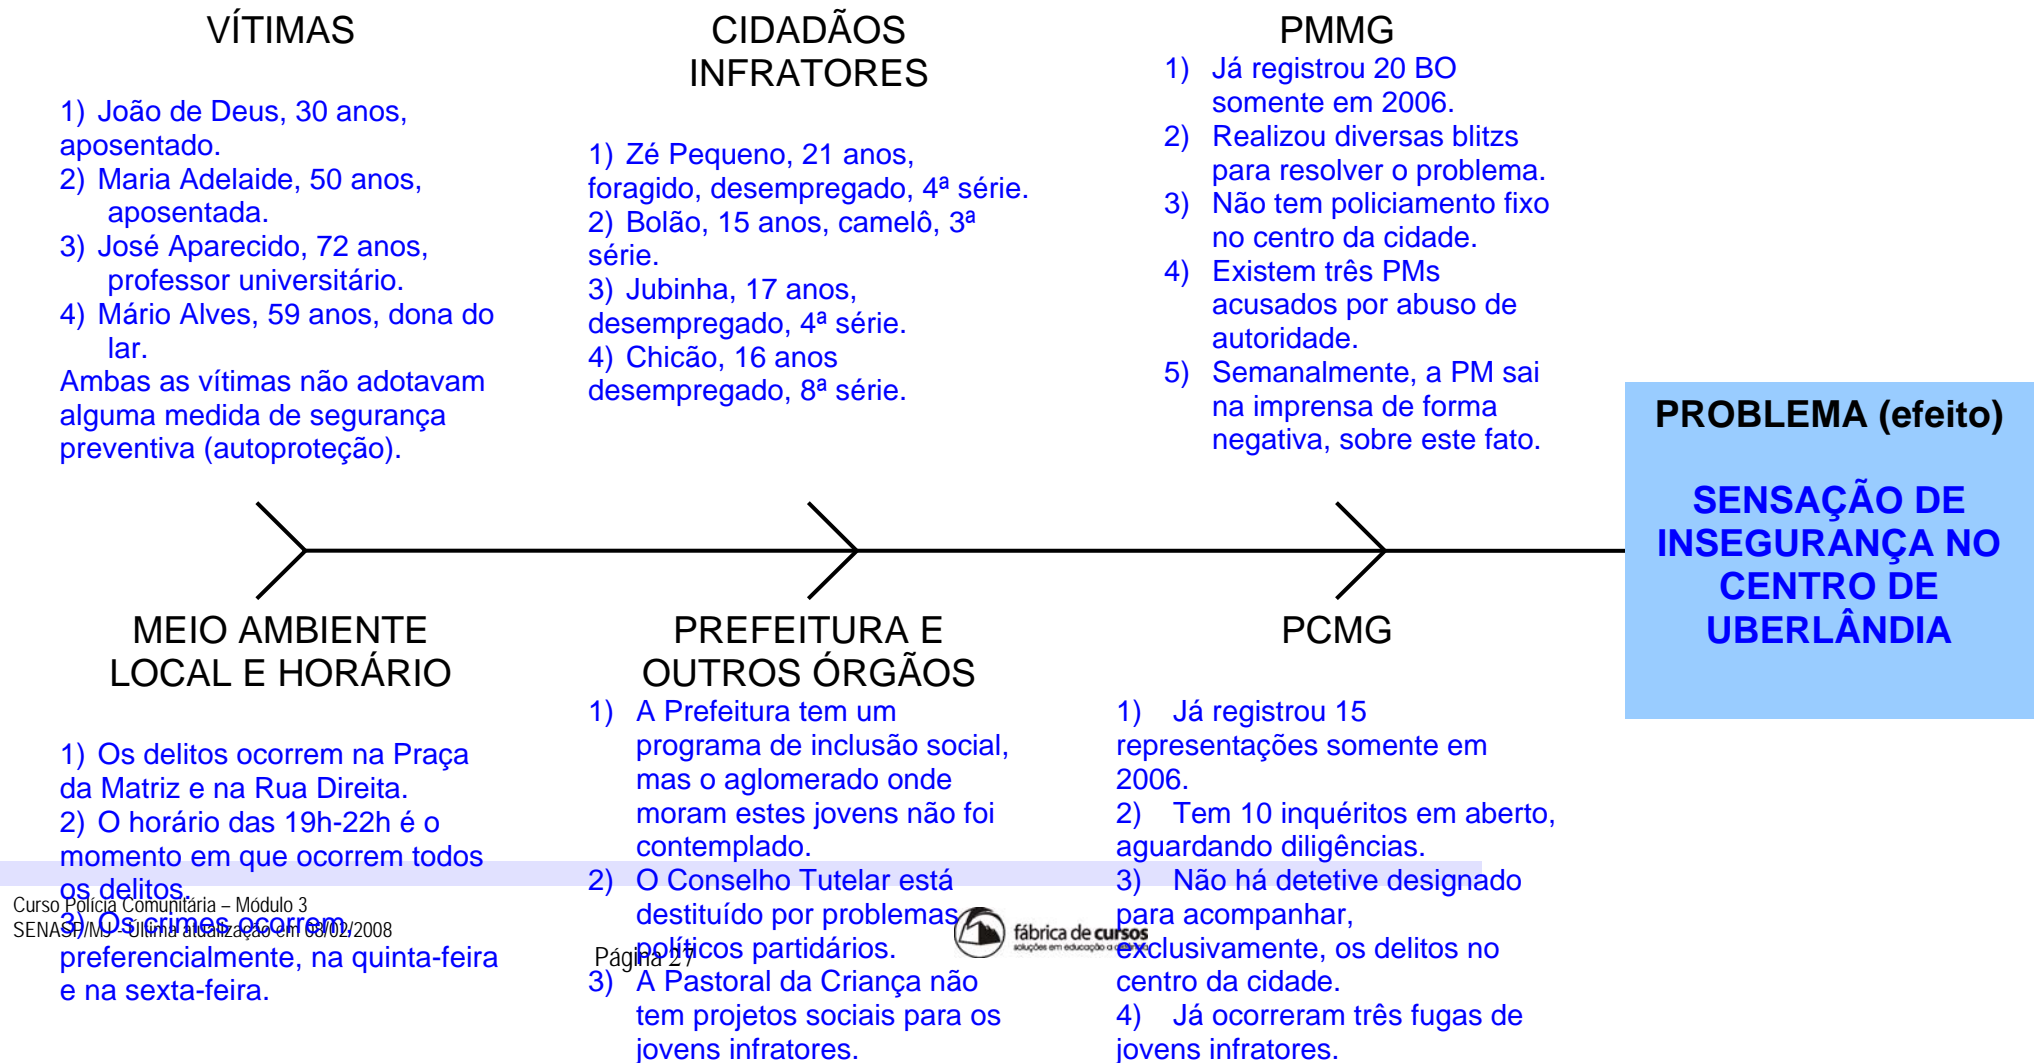 VÍTIMAS
1) João de Deus, 30 anos,
aposentado.
2) Maria Adelaide, 50 anos,
aposentada.
3) José Aparecido, 72 anos,
professor universitário.
4) Mário Alves, 59 anos, dona do
lar.
Ambas as vítimas não adotavam
alguma medida de segurança
preventiva (autoproteção).
CIDADÃOS
INFRATORES
1) Zé Pequeno, 21 anos,
foragido, desempregado, 4ª série.
2) Bolão, 15 anos, camelô, 3ª
série.
3) Jubinha, 17 anos,
desempregado, 4ª série.
4) Chicão, 16 anos
desempregado, 8ª série.
PMMG
1) Já registrou 20 BO
somente em 2006.
2) Realizou diversas blitzs
para resolver o problema.
3) Não tem policiamento fixo
no centro da cidade.
4) Existem três PMs
acusados por abuso de
autoridade.
5) Semanalmente, a PM sai
na imprensa de forma
negativa, sobre este fato.
PROBLEMA (efeito)
SENSAÇÃO DE
INSEGURANÇA NO
CENTRO DE
UBERLÂNDIA
MEIO AMBIENTE
LOCAL E HORÁRIO
1) Os delitos ocorrem na Praça
da Matriz e na Rua Direita.
2) O horário das 19h-22h é o
momento em que ocorrem todos
os delitos.
3) Os crimes ocorrem,
preferencialmente, na quinta-feira
e na sexta-feira.
PREFEITURA E
OUTROS ÓRGÃOS
1) A Prefeitura tem um
programa de inclusão social,
mas o aglomerado onde
moram estes jovens não foi
contemplado.
2) O Conselho Tutelar está
destituído por problemas
políticos partidários.
3) A Pastoral da Criança não
tem projetos sociais para os
jovens infratores.
PCMG
1) Já registrou 15
representações somente em
2006.
2) Tem 10 inquéritos em aberto,
aguardando diligências.
3) Não há detetive designado
para acompanhar,
exclusivamente, os delitos no
centro da cidade.
4) Já ocorreram três fugas de
jovens infratores.
Curso Polícia Comunitária – Módulo 3
SENASP/MJ - Última atualização em 08/02/2008
Página 27
fábrica de cursos
soluções em educação a distância